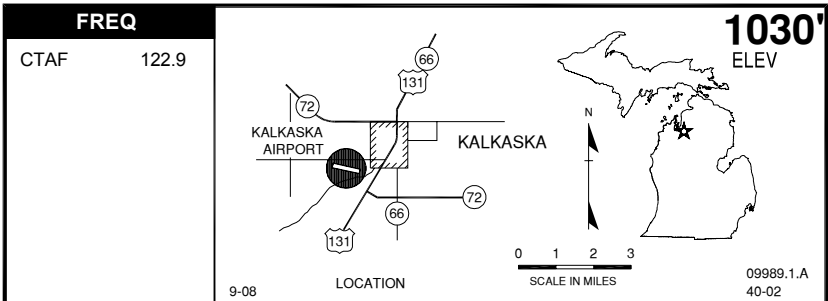 FREQ
CTAF 122.9
1030'
ELEV
66
131
72
KALKASKA
AIRPORT
KALKASKA
N
72
66
131
0 1 2 3
SCALE IN MILES
LOCATION
9-08
09989.1.A
40-02